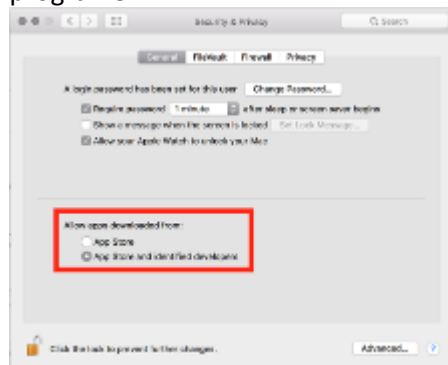 Security & Privacy
Search
General FileVault Firewall Privacy
A login password has been set for this user Change Password...
Require password 1 minute after sleep or screen saver begins
Show a message when the screen is locked Set Lock Message...
Allow your Apple Watch to unlock your Mac
Allow apps downloaded from:
App Store
App Store and identified developers
Click the lock to prevent further changes.
Advanced... ?